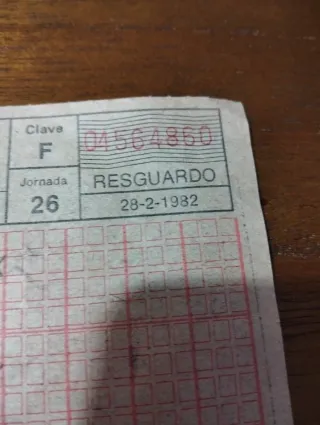 Clave
F
04564860
Jornada
26
RESGUARDO
28-2-1982